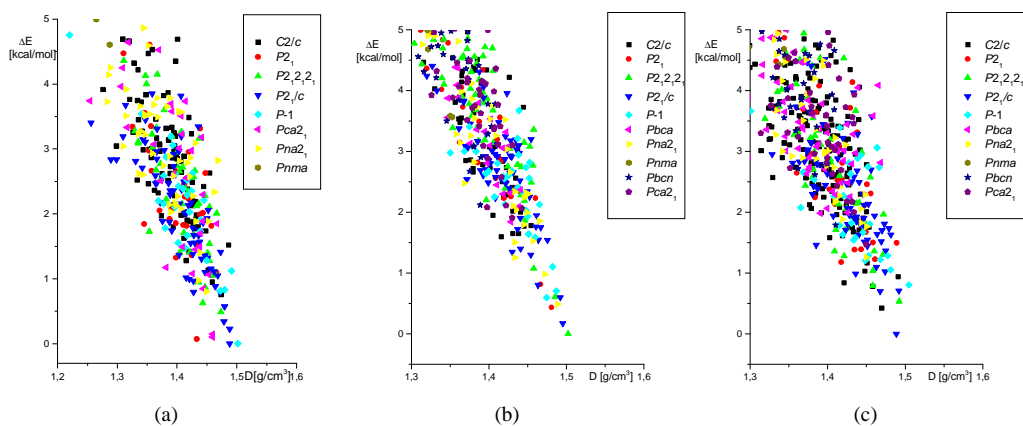 ΔE
[kcal/mol]
5
4
3
2
1
0
1,2
1,3
1,4
1,5
D[g/cm³]
1,6
C2/c
P2₁
P2₁2₁2₁
P2₁/c
P-1
Pca2₁
Pna2₁
Pnma
(a)
ΔE
[kcal/mol]
5
4
3
2
1
0
1,3
1,4
1,5
D [g/cm³]
1,6
C2/c
P2₁
P2₁2₁2₁
P2₁/c
P-1
Pbca
Pna2₁
Pnma
Pbcn
Pca2₁
(b)
ΔE
[kcal/mol]
5
4
3
2
1
0
1,3
1,4
1,5
D [g/cm³]
1,6
C2/c
P2₁
P2₁2₁2₁
P2₁/c
P-1
Pbca
Pna2₁
Pnma
Pbcn
Pca2₁
(c)